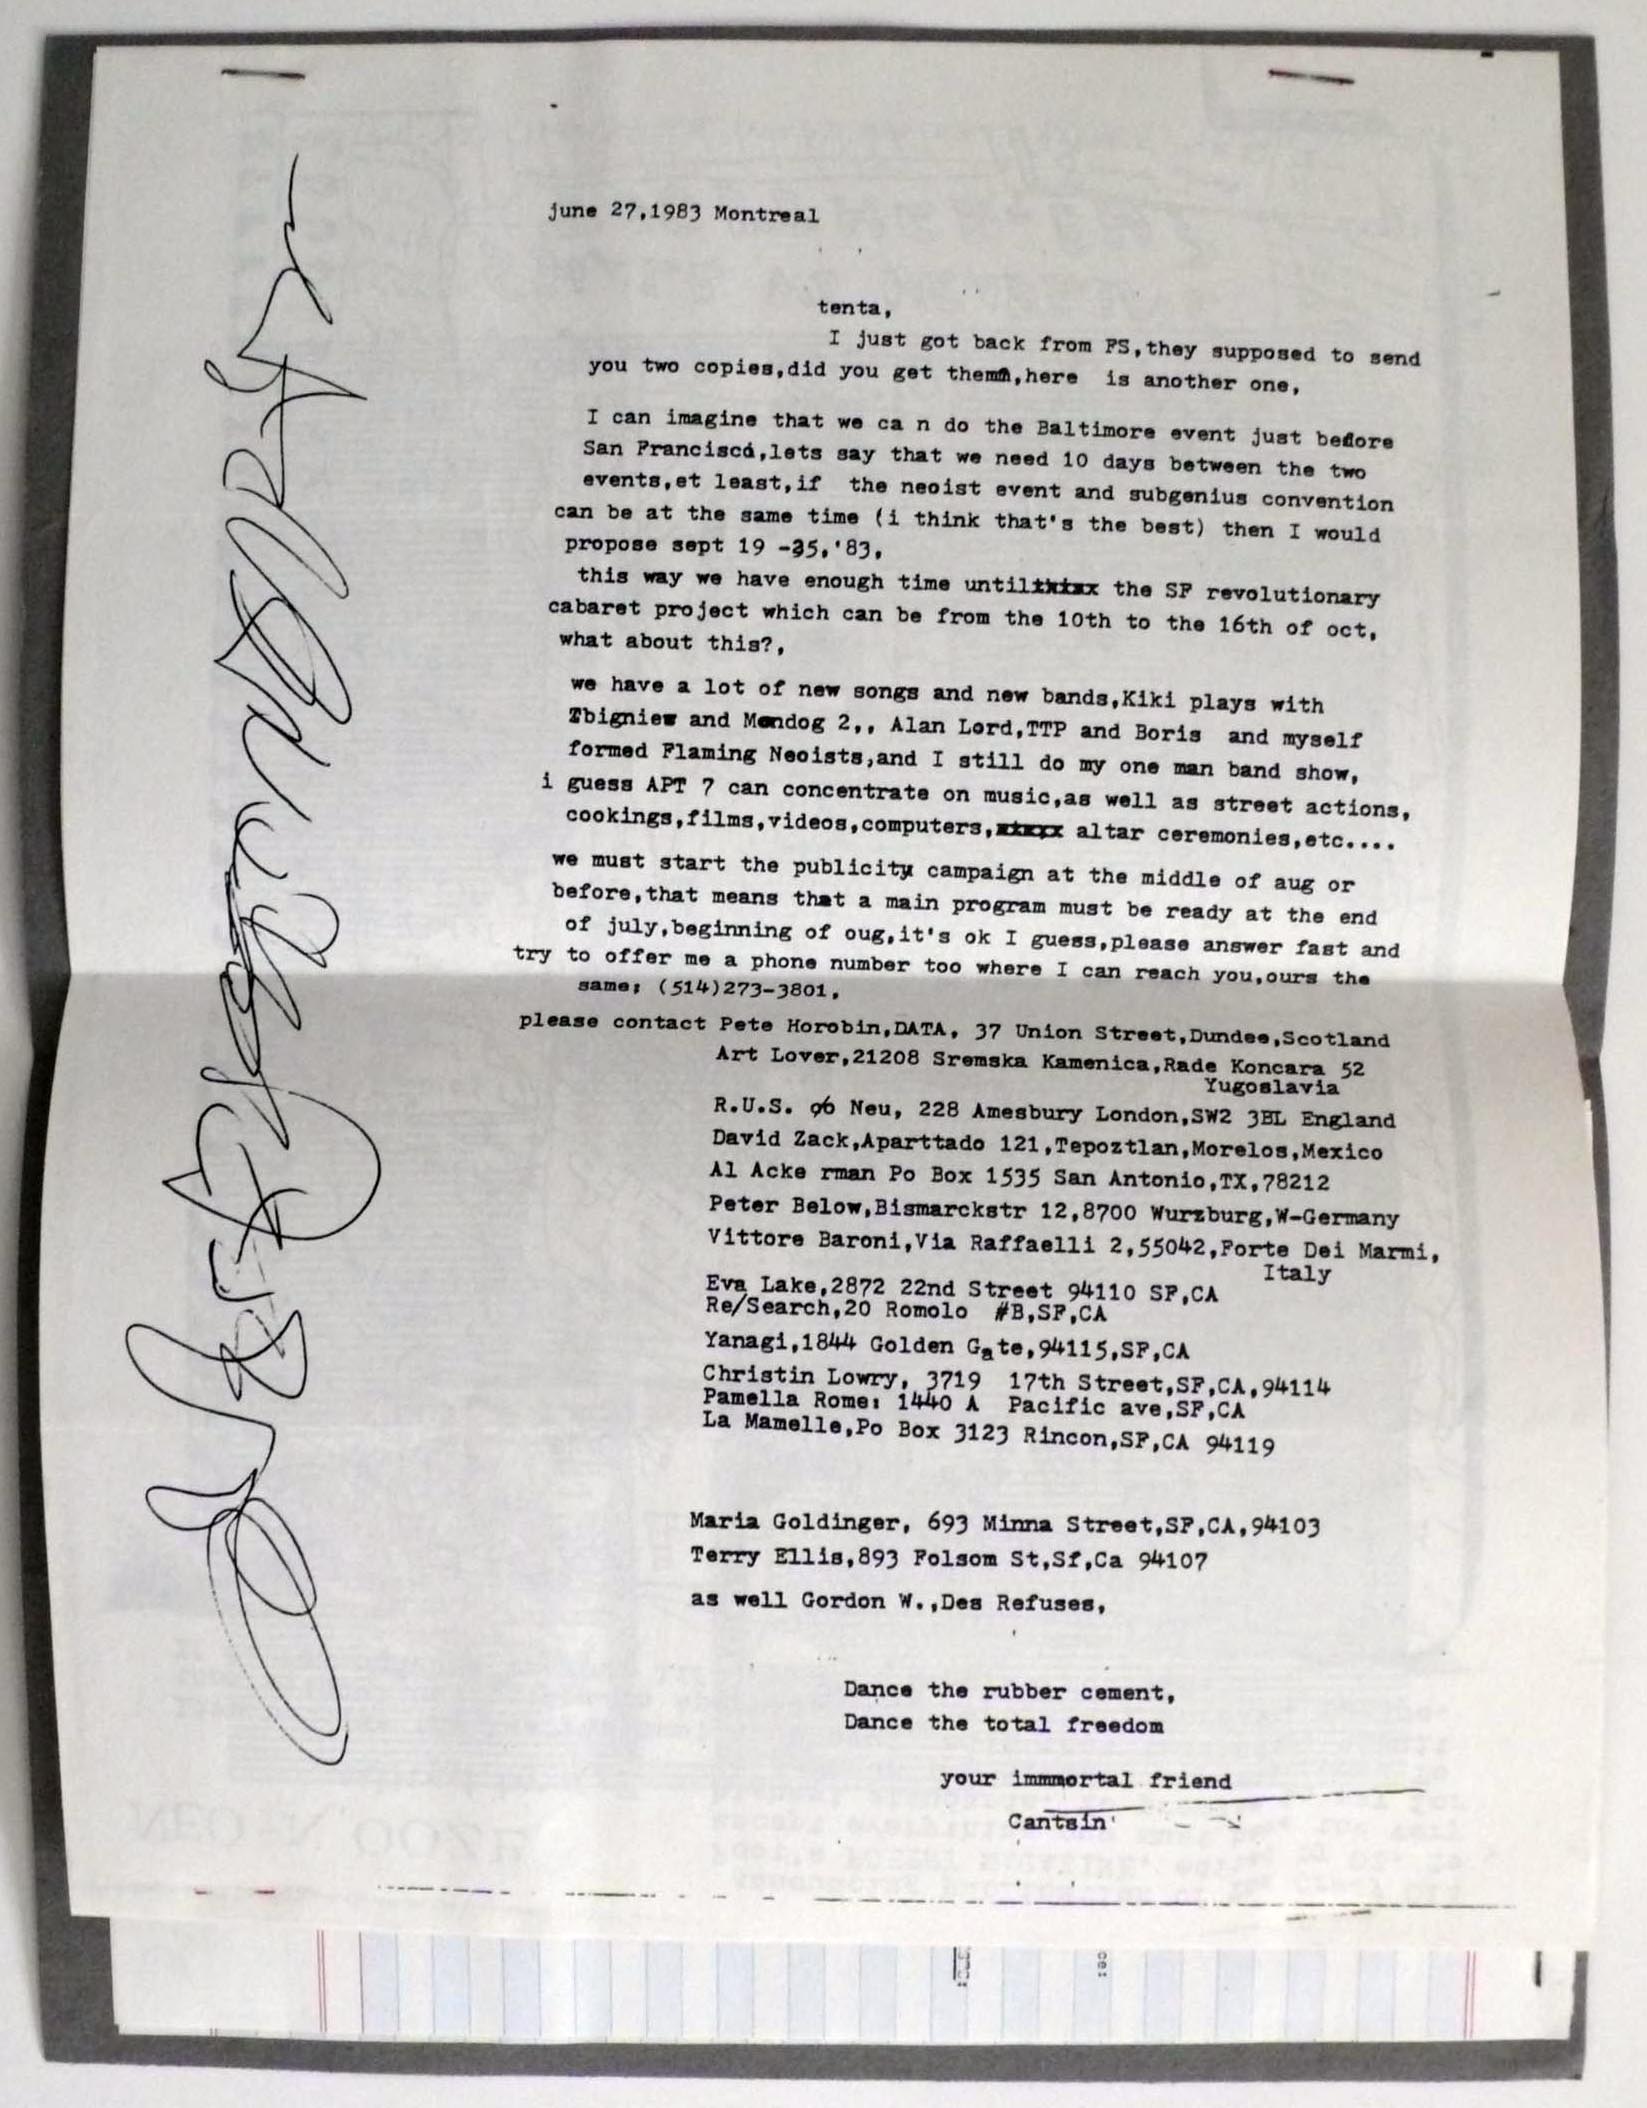 june 27,1983 Montreal
tenta,
I just got back from FS,they supposed to send
you two copies,did you get themm,here is another one,
I can imagine that we ca n do the Baltimore event just before
San Francisco,lets say that we need 10 days between the two
events,et least,if the neoist event and subgenius convention
can be at the same time (i think that's the best) then I would
propose sept 19 -25,'83,
this way we have enough time until the SF revolutionary
cabaret project which can be from the 10th to the 16th of oct,
what about this?,
we have a lot of new songs and new bands,Kiki plays with
Zbigniew and Mendog 2,, Alan Lord,TTP and Boris and myself
formed Flaming Neoists,and I still do my one man band show,
i guess APT 7 can concentrate on music,as well as street actions,
cookings,films,videos,computers, altar ceremonies,etc....
we must start the publicity campaign at the middle of aug or
before,that means that a main program must be ready at the end
of july,beginning of oug,it's ok I guess,please answer fast and
try to offer me a phone number too where I can reach you,ours the
same: (514)273-3801,
please contact Pete Horobin,DATA, 37 Union Street,Dundee,Scotland
Art Lover,21208 Sremska Kamenica,Rade Koncara 52
Yugoslavia
R.U.S. Neu, 228 Amesbury London,SW2 3BL England
David Zack,Aparttado 121,Tepoztlan,Morelos,Mexico
Al Acke rman Po Box 1535 San Antonio,TX,78212
Peter Below,Bismarckstr 12,8700 Wurzburg,W-Germany
Vittore Baroni,Via Raffaelli 2,55042,Forte Dei Marmi,
Italy
Eva Lake,2872 22nd Street 94110 SF,CA
Re/Search,20 Romolo #B,SF,CA
Yanagi,1844 Golden Gate,94115,SF,CA
Christin Lowry, 3719 17th Street,SF,CA,94114
Pamella Rome: 1440 A Pacific ave,SF,CA
La Mamelle,Po Box 3123 Rincon,SF,CA 94119
Maria Goldinger, 693 Minna Street,SF,CA,94103
Terry Ellis,893 Folsom St,Sf,Ca 94107
as well Gordon W.,Des Refuses,
Dance the rubber cement,
Dance the total freedom
your immmortal friend
Cantsin